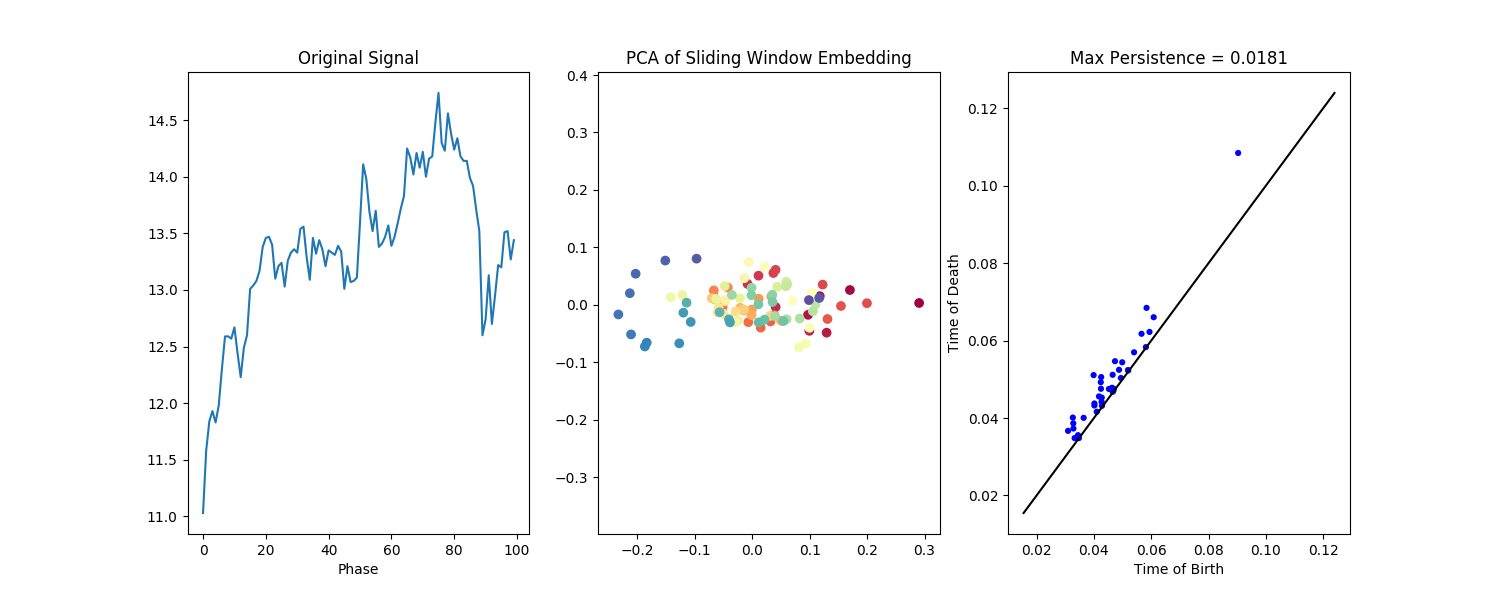 Original Signal
14.5
14.0
13.5
13.0
12.5
12.0
11.5
11.0
0 20 40 60 80 100
Phase
PCA of Sliding Window Embedding
0.4
0.3
0.2
0.1
0.0
−0.1
−0.2
−0.3
−0.2 −0.1 0.0 0.1 0.2 0.3
Max Persistence = 0.0181
Time of Death
0.12
0.10
0.08
0.06
0.04
0.02
0.02 0.04 0.06 0.08 0.10 0.12
Time of Birth